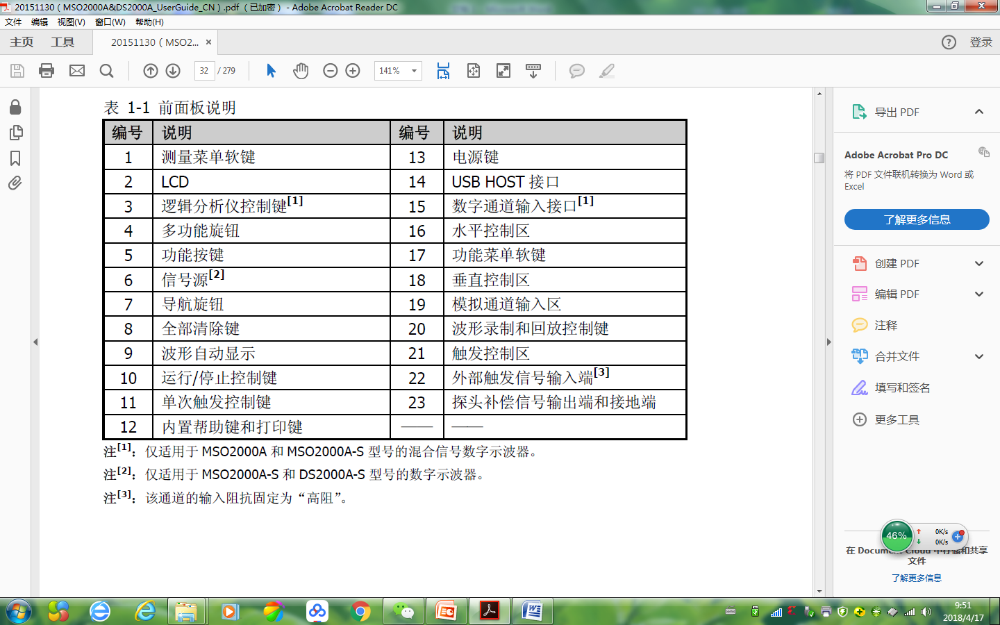 20151130（MSO2000A&DS2000A_UserGuide_CN）.pdf （已加密） - Adobe Acrobat Reader DC
文件 编辑 视图(V) 窗口(W) 帮助(H)
主页 工具 20151130（MSO2... × ? 登录
32 / 279 141%
表 1-1 前面板说明
编号 说明 编号 说明
1 测量菜单软键 13 电源键
2 LCD 14 USB HOST 接口
3 逻辑分析仪控制键[1] 15 数字通道输入接口[1]
4 多功能旋钮 16 水平控制区
5 功能按键 17 功能菜单软键
6 信号源[2] 18 垂直控制区
7 导航旋钮 19 模拟通道输入区
8 全部清除键 20 波形录制和回放控制键
9 波形自动显示 21 触发控制区
10 运行/停止控制键 22 外部触发信号输入端[3]
11 单次触发控制键 23 探头补偿信号输出端和接地端
12 内置帮助键和打印键 —— ——
注[1]：仅适用于 MSO2000A 和 MSO2000A-S 型号的混合信号数字示波器。
注[2]：仅适用于 MSO2000A-S 和 DS2000A-S 型号的数字示波器。
注[3]：该通道的输入阻抗固定为“高阻”。
导出 PDF
Adobe Acrobat Pro DC
将 PDF 文件联机转换为 Word 或
Excel
了解更多信息
创建 PDF
编辑 PDF
注释
合并文件
填写和签名
更多工具
46% 0K/s
0K/s
在 Document Cloud 中存储和共享
文件
了解更多信息
9:51
2018/4/17